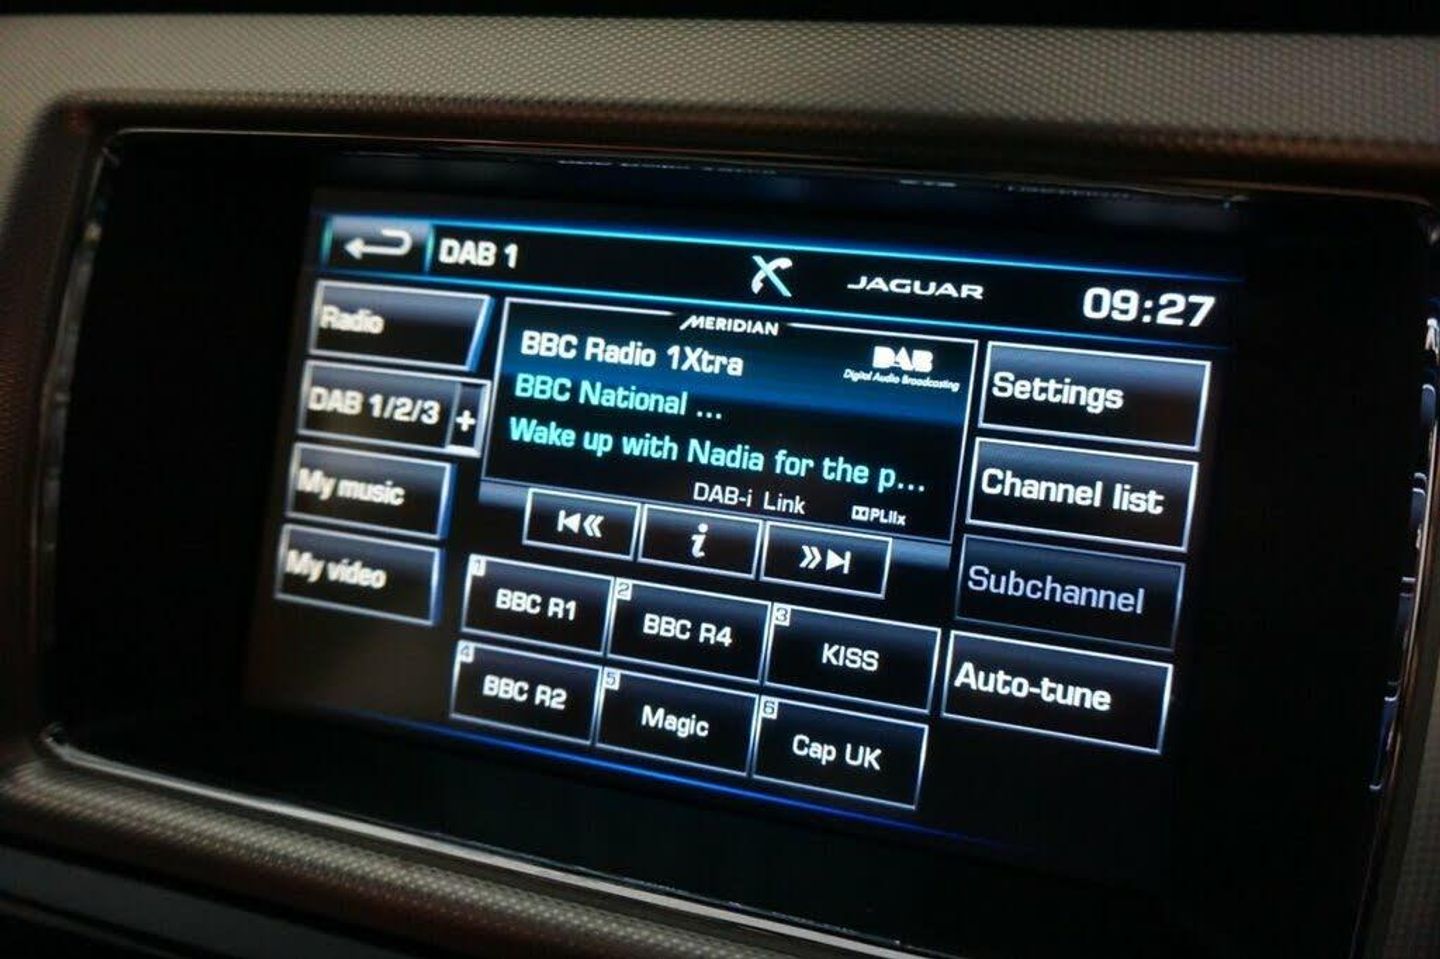 DAB 1
JAGUAR
09:27
Radio
DAB 1/2/3 +
My music
My video
MERIDIAN
BBC Radio 1Xtra
DAB
Digital Audio Broadcasting
BBC National ...
Wake up with Nadia for the p...
DAB-i Link
PLIIx
i
1 BBC R1
2 BBC R4
3 KISS
4 BBC R2
5 Magic
6 Cap UK
Settings
Channel list
Subchannel
Auto-tune